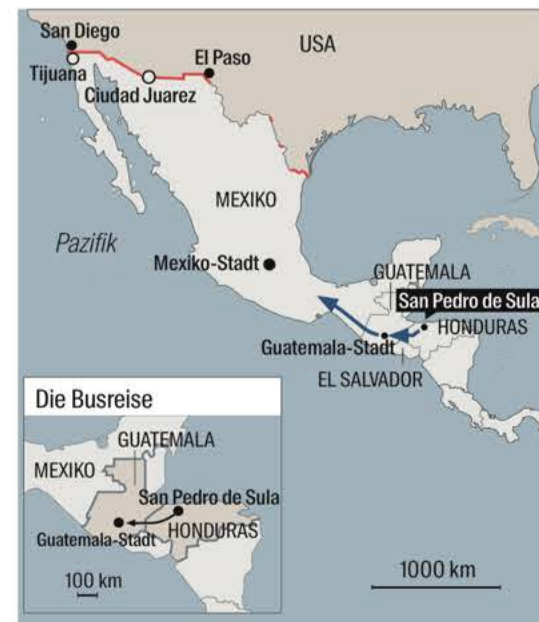 San Diego
USA
El Paso
Tijuana
Ciudad Juarez
MEXIKO
Pazifik
Mexiko-Stadt
GUATEMALA
San Pedro de Sula
HONDURAS
Guatemala-Stadt
EL SALVADOR
Die Busreise
GUATEMALA
MEXIKO
San Pedro de Sula
Guatemala-Stadt
HONDURAS
100 km
1000 km